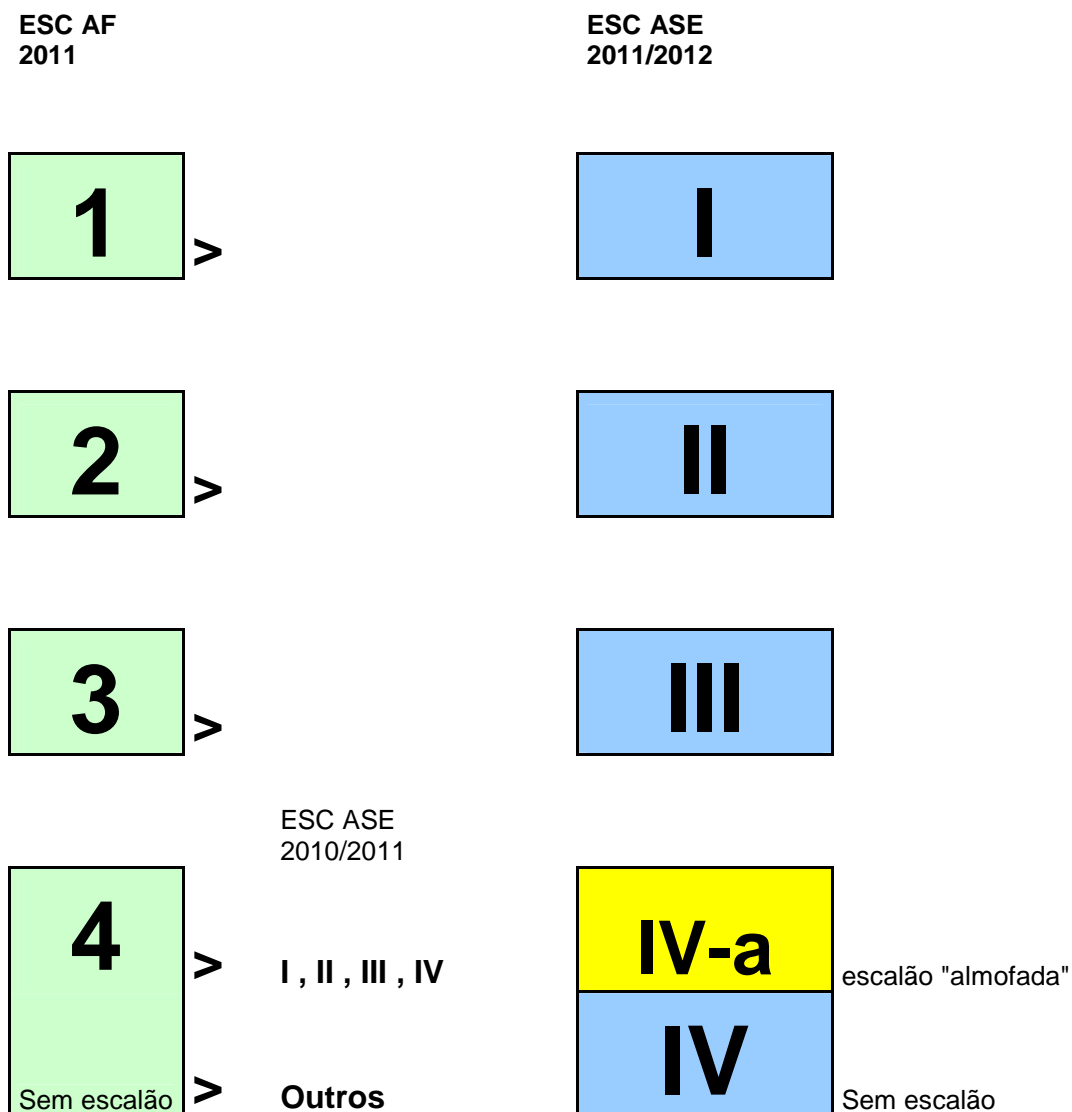 ESC AF
2011
ESC ASE
2011/2012
1 > I
2 > II
3 > III
ESC ASE
2010/2011
4 > I , II , III , IV IV-a escalão "almofada"
IV
Sem escalão > Outros Sem escalão